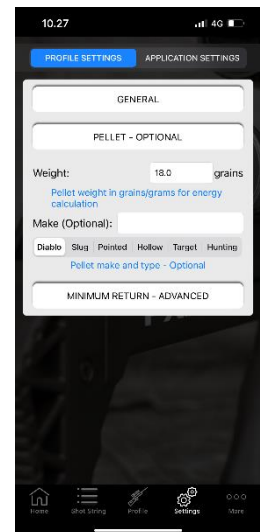 10.27 4G
PROFILE SETTINGS APPLICATION SETTINGS
GENERAL
PELLET - OPTIONAL
Weight: 18.0 grains
Pellet weight in grains/grams for energy
calculation
Make (Optional):
Diablo Slug Pointed Hollow Target Hunting
Pellet make and type - Optional
MINIMUM RETURN - ADVANCED
Home Shot String Profile Settings More